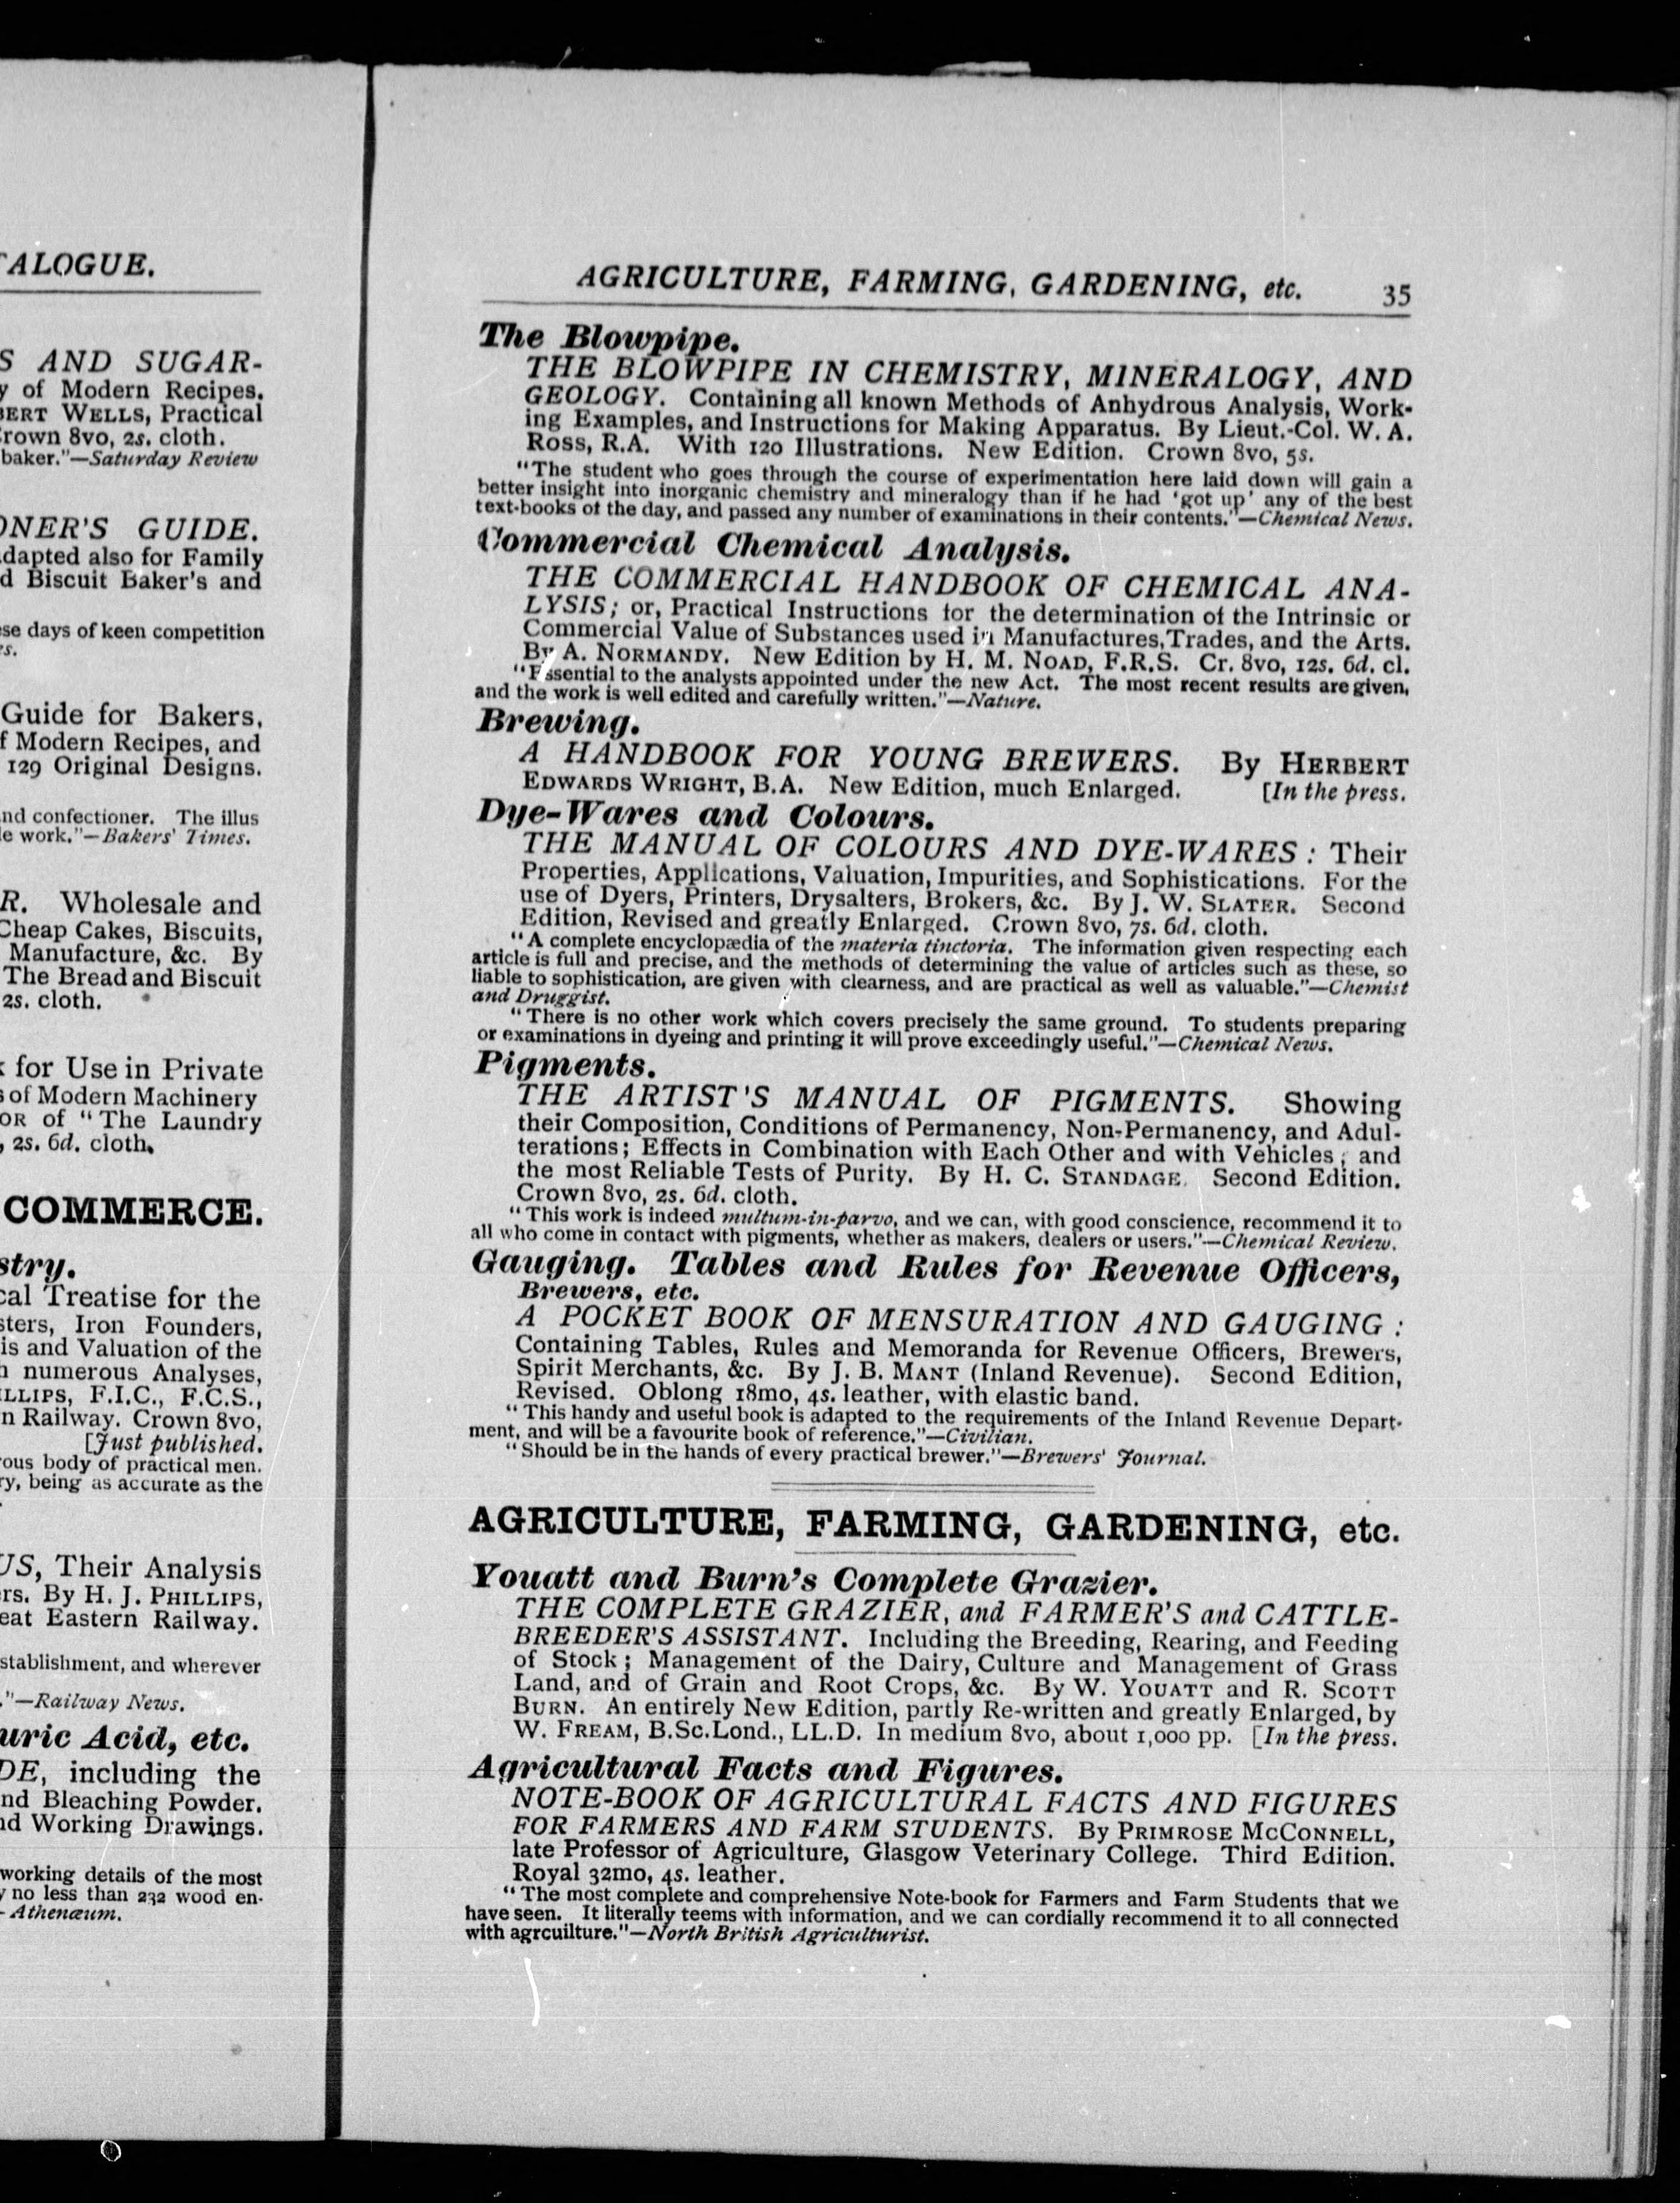 TALOGUE.
S AND SUGAR-
y of Modern Recipes.
BERT WELLS, Practical
Crown 8vo, 2s. cloth.
baker."—Saturday Review
ONER'S GUIDE.
dapted also for Family
d Biscuit Baker's and
se days of keen competition
s.
Guide for Bakers,
f Modern Recipes, and
129 Original Designs.
nd confectioner. The illus
le work."—Bakers' Times.
R. Wholesale and
Cheap Cakes, Biscuits,
Manufacture, &c. By
The Bread and Biscuit
2s. cloth.
for Use in Private
s of Modern Machinery
OR of "The Laundry
, 2s. 6d. cloth.
COMMERCE.
stry.
cal Treatise for the
sters, Iron Founders,
is and Valuation of the
h numerous Analyses,
ILLIPS, F.I.C., F.C.S.,
n Railway. Crown 8vo,
[Just published.
rous body of practical men.
ry, being as accurate as the
US, Their Analysis
rs. By H. J. PHILLIPS,
eat Eastern Railway.
stablishment, and wherever
."—Railway News.
uric Acid, etc.
DE, including the
nd Bleaching Powder.
nd Working Drawings.
working details of the most
y no less than 232 wood en-
—Athenæum.
AGRICULTURE, FARMING, GARDENING, etc. 35
The Blowpipe.
THE BLOWPIPE IN CHEMISTRY, MINERALOGY, AND
GEOLOGY. Containing all known Methods of Anhydrous Analysis, Work-
ing Examples, and Instructions for Making Apparatus. By Lieut.-Col. W. A.
Ross, R.A. With 120 Illustrations. New Edition. Crown 8vo, 5s.
"The student who goes through the course of experimentation here laid down will gain a
better insight into inorganic chemistry and mineralogy than if he had 'got up' any of the best
text-books of the day, and passed any number of examinations in their contents."—Chemical News.
Commercial Chemical Analysis.
THE COMMERCIAL HANDBOOK OF CHEMICAL ANA-
LYSIS; or, Practical Instructions for the determination of the Intrinsic or
Commercial Value of Substances used in Manufactures, Trades, and the Arts.
By A. NORMANDY. New Edition by H. M. NOAD, F.R.S. Cr. 8vo, 12s. 6d. cl.
"Essential to the analysts appointed under the new Act. The most recent results are given,
and the work is well edited and carefully written."—Nature.
Brewing.
A HANDBOOK FOR YOUNG BREWERS. By HERBERT
EDWARDS WRIGHT, B.A. New Edition, much Enlarged. [In the press.
Dye-Wares and Colours.
THE MANUAL OF COLOURS AND DYE-WARES: Their
Properties, Applications, Valuation, Impurities, and Sophistications. For the
use of Dyers, Printers, Drysalters, Brokers, &c. By J. W. SLATER. Second
Edition, Revised and greatly Enlarged. Crown 8vo, 7s. 6d. cloth.
"A complete encyclopædia of the materia tinctoria. The information given respecting each
article is full and precise, and the methods of determining the value of articles such as these, so
liable to sophistication, are given with clearness, and are practical as well as valuable."—Chemist
and Druggist.
"There is no other work which covers precisely the same ground. To students preparing
or examinations in dyeing and printing it will prove exceedingly useful."—Chemical News.
Pigments.
THE ARTIST'S MANUAL OF PIGMENTS. Showing
their Composition, Conditions of Permanency, Non-Permanency, and Adul-
terations; Effects in Combination with Each Other and with Vehicles; and
the most Reliable Tests of Purity. By H. C. STANDAGE. Second Edition.
Crown 8vo, 2s. 6d. cloth.
"This work is indeed multum-in-parvo, and we can, with good conscience, recommend it to
all who come in contact with pigments, whether as makers, dealers or users."—Chemical Review.
Gauging. Tables and Rules for Revenue Officers,
Brewers, etc.
A POCKET BOOK OF MENSURATION AND GAUGING:
Containing Tables, Rules and Memoranda for Revenue Officers, Brewers,
Spirit Merchants, &c. By J. B. MANT (Inland Revenue). Second Edition,
Revised. Oblong 18mo, 4s. leather, with elastic band.
"This handy and useful book is adapted to the requirements of the Inland Revenue Depart-
ment, and will be a favourite book of reference."—Civilian.
"Should be in the hands of every practical brewer."—Brewers' Journal.
AGRICULTURE, FARMING, GARDENING, etc.
Youatt and Burn's Complete Grazier.
THE COMPLETE GRAZIER, and FARMER'S and CATTLE-
BREEDER'S ASSISTANT. Including the Breeding, Rearing, and Feeding
of Stock; Management of the Dairy, Culture and Management of Grass
Land, and of Grain and Root Crops, &c. By W. YOUATT and R. SCOTT
BURN. An entirely New Edition, partly Re-written and greatly Enlarged, by
W. FREAM, B.Sc.Lond., LL.D. In medium 8vo, about 1,000 pp. [In the press.
Agricultural Facts and Figures.
NOTE-BOOK OF AGRICULTURAL FACTS AND FIGURES
FOR FARMERS AND FARM STUDENTS. By PRIMROSE MCCONNELL,
late Professor of Agriculture, Glasgow Veterinary College. Third Edition.
Royal 32mo, 4s. leather.
"The most complete and comprehensive Note-book for Farmers and Farm Students that we
have seen. It literally teems with information, and we can cordially recommend it to all connected
with agrcuilture."—North British Agriculturist.